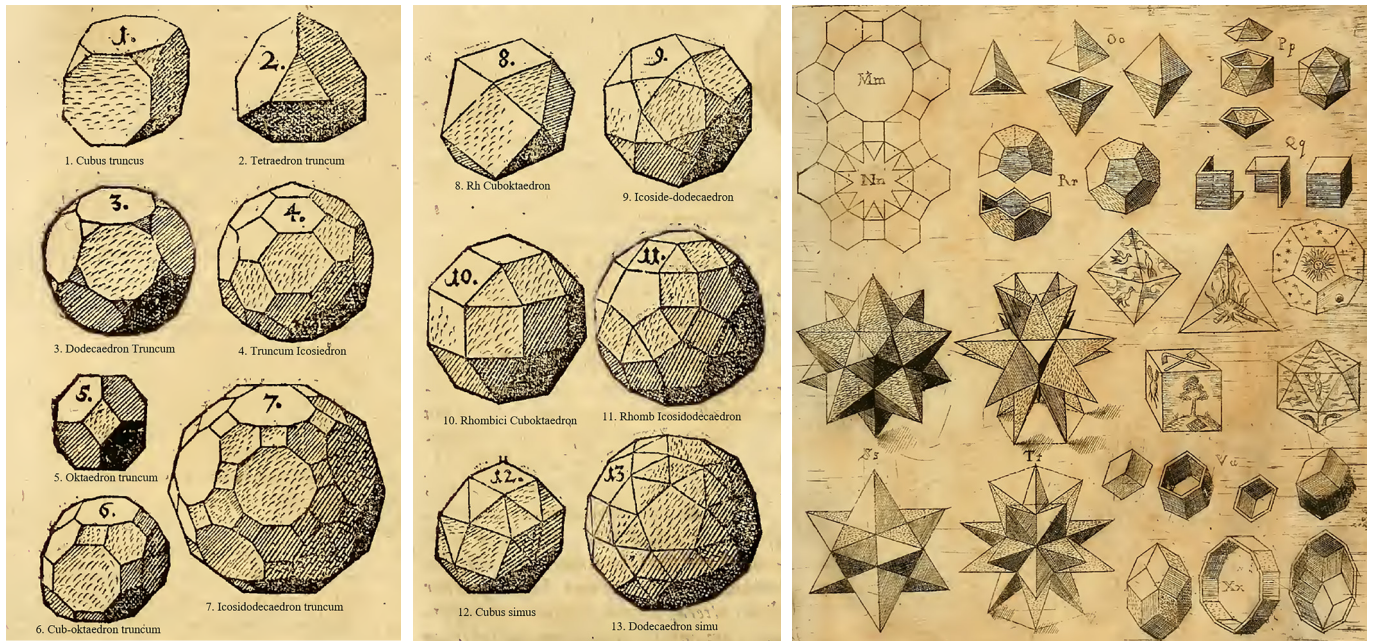 1.
1. Cubus truncus
2.
2. Tetraedron truncum
3.
3. Dodecaedron Truncum
4.
4. Truncum Icosiedron
5.
5. Oktaedron truncum
6.
6. Cub-oktaedron truncum
7.
7. Icosidodecaedron truncum
8.
8. Rh Cuboktaedron
9.
9. Icoside-dodecaedron
10.
10. Rhombici Cuboktaedron
11.
11. Rhomb Icosidodecaedron
12.
12. Cubus simus
13
13. Dodecaedron simu
Mm
Oo
Pp
Nn
Rr
Qq
Ss
Tt
Xx